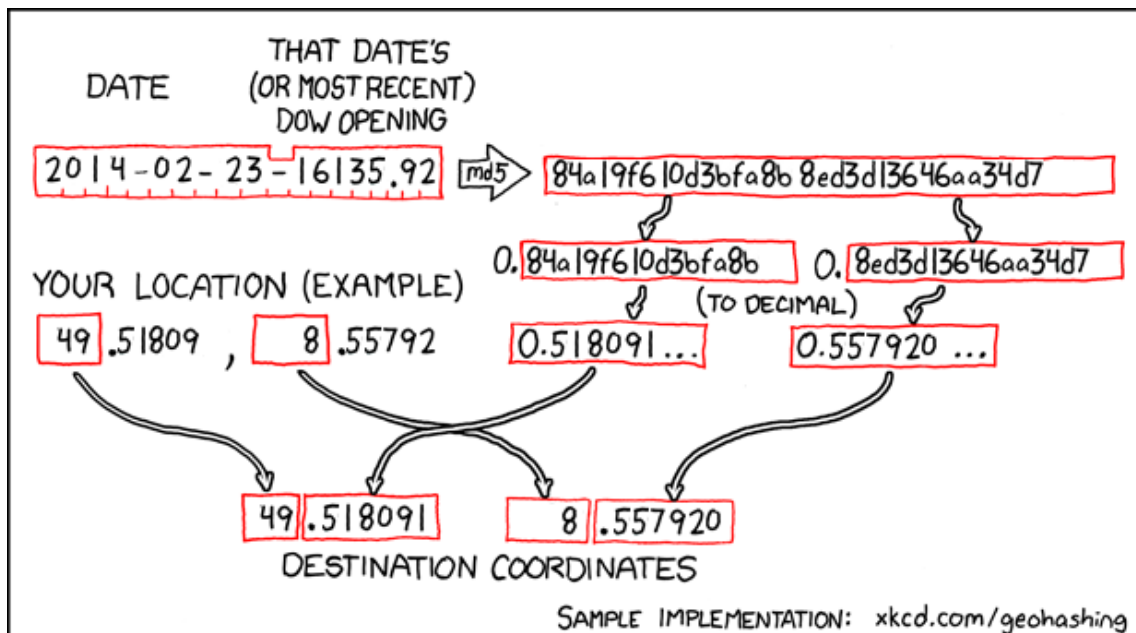 DATE
THAT DATE'S
(OR MOST RECENT)
DOW OPENING
2014-02-23-16135.92
md5
84a19f610d3bfa8b8ed3d13646aa34d7
0.84a19f610d3bfa8b
0.8ed3d13646aa34d7
YOUR LOCATION (EXAMPLE)
(TO DECIMAL)
49.51809, 8.55792
0.518091...
0.557920...
49.518091
8.557920
DESTINATION COORDINATES
SAMPLE IMPLEMENTATION: xkcd.com/geohashing